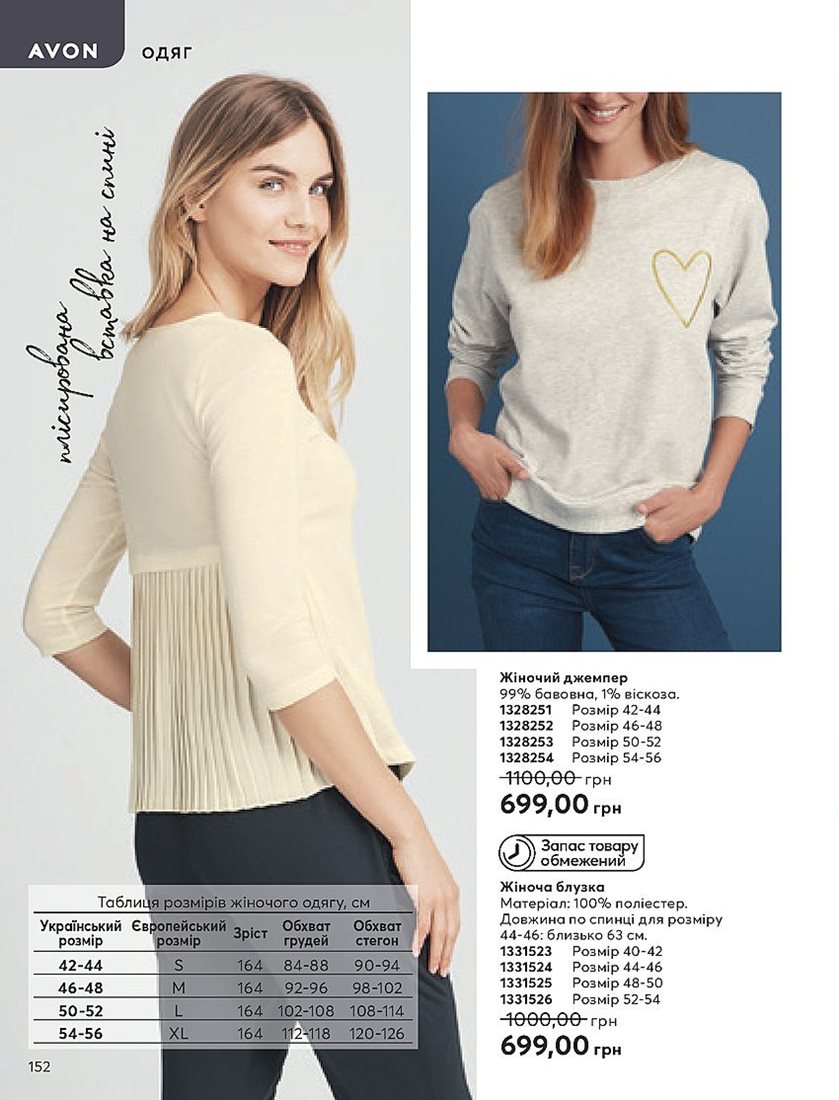 AVON
ОДЯГ
плісирована
вставка на спині
Жіночий джемпер
99% бавовна, 1% віскоза.
1328251 Розмір 42-44
1328252 Розмір 46-48
1328253 Розмір 50-52
1328254 Розмір 54-56
1100,00 грн
699,00 грн
Запас товару
обмежений
Жіноча блузка
Матеріал: 100% поліестер.
Довжина по спинці для розміру
44-46: близько 63 см.
1331523 Розмір 40-42
1331524 Розмір 44-46
1331525 Розмір 48-50
1331526 Розмір 52-54
1000,00 грн
699,00 грн
Таблиця розмірів жіночого одягу, см
Український Європейський Зріст Обхват Обхват
розмір розмір грудей стегон
42-44 S 164 84-88 90-94
46-48 M 164 92-96 98-102
50-52 L 164 102-108 108-114
54-56 XL 164 112-118 120-126
152